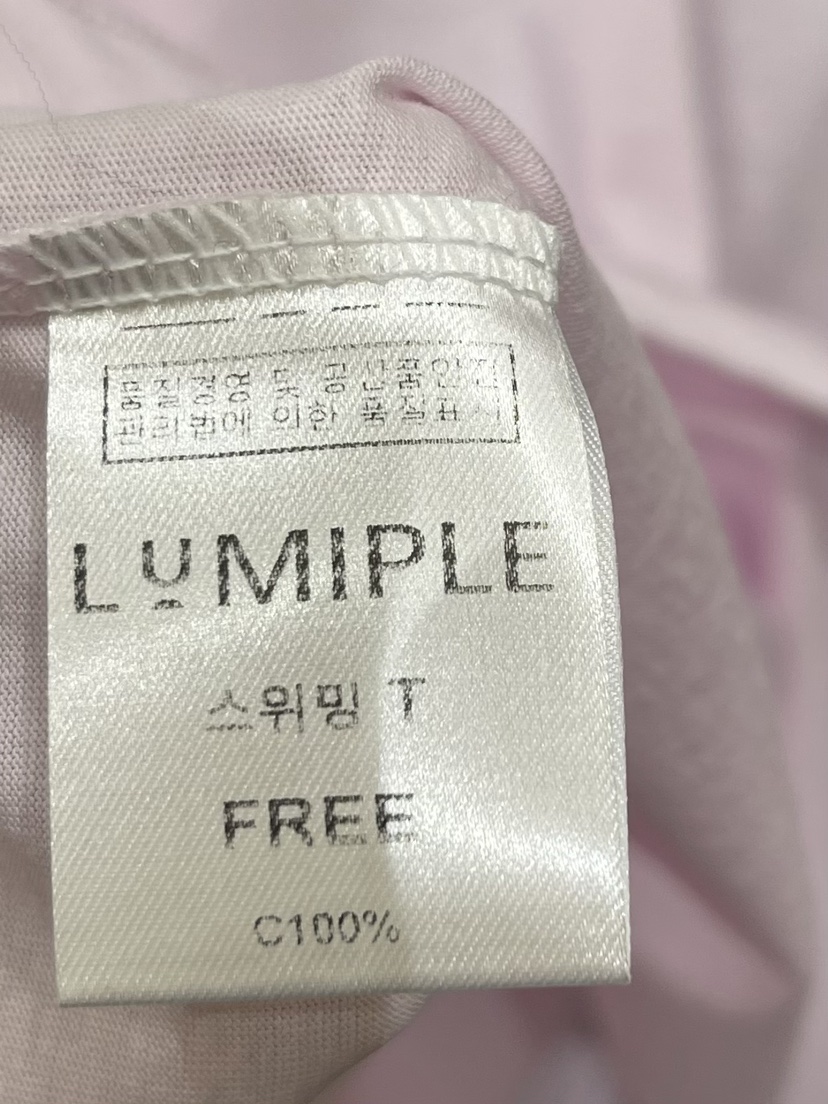 품질경영 및 공산품안전
관리법에 의한 품질표시
LUMIPLE
스위밍 T
FREE
C100%